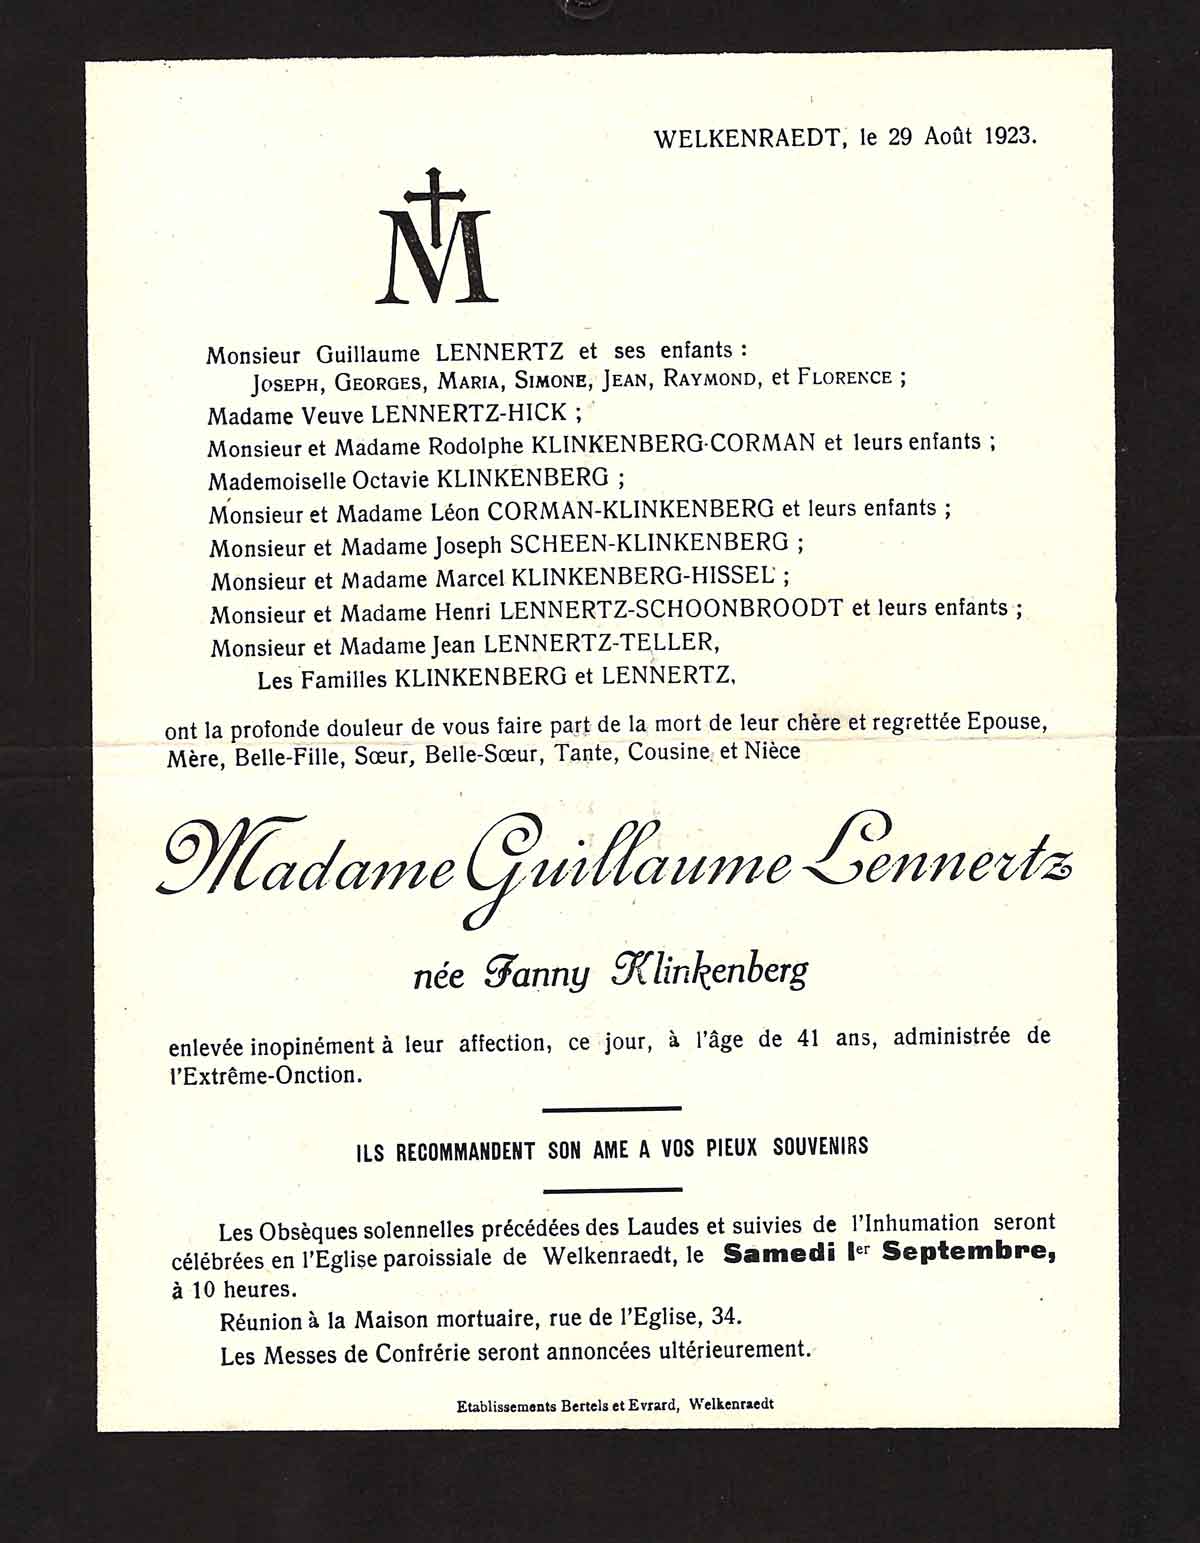 WELKENRAEDT, le 29 Août 1923.
M
Monsieur Guillaume LENNERTZ et ses enfants :
JOSEPH, GEORGES, MARIA, SIMONE, JEAN, RAYMOND, et FLORENCE ;
Madame Veuve LENNERTZ-HICK ;
Monsieur et Madame Rodolphe KLINKENBERG-CORMAN et leurs enfants ;
Mademoiselle Octavie KLINKENBERG ;
Monsieur et Madame Léon CORMAN-KLINKENBERG et leurs enfants ;
Monsieur et Madame Joseph SCHEEN-KLINKENBERG ;
Monsieur et Madame Marcel KLINKENBERG-HISSEL ;
Monsieur et Madame Henri LENNERTZ-SCHOONBROODT et leurs enfants ;
Monsieur et Madame Jean LENNERTZ-TELLER,
Les Familles KLINKENBERG et LENNERTZ,
ont la profonde douleur de vous faire part de la mort de leur chère et regrettée Epouse,
Mère, Belle-Fille, Sœur, Belle-Sœur, Tante, Cousine et Nièce
Madame Guillaume Lennertz
née Fanny Klinkenberg
enlevée inopinément à leur affection, ce jour, à l'âge de 41 ans, administrée de
l'Extrême-Onction.
ILS RECOMMANDENT SON AME A VOS PIEUX SOUVENIRS
Les Obsèques solennelles précédées des Laudes et suivies de l'Inhumation seront
célébrées en l'Eglise paroissiale de Welkenraedt, le Samedi 1er Septembre,
à 10 heures.
Réunion à la Maison mortuaire, rue de l'Eglise, 34.
Les Messes de Confrérie seront annoncées ultérieurement.
Etablissements Bertels et Evrard, Welkenraedt